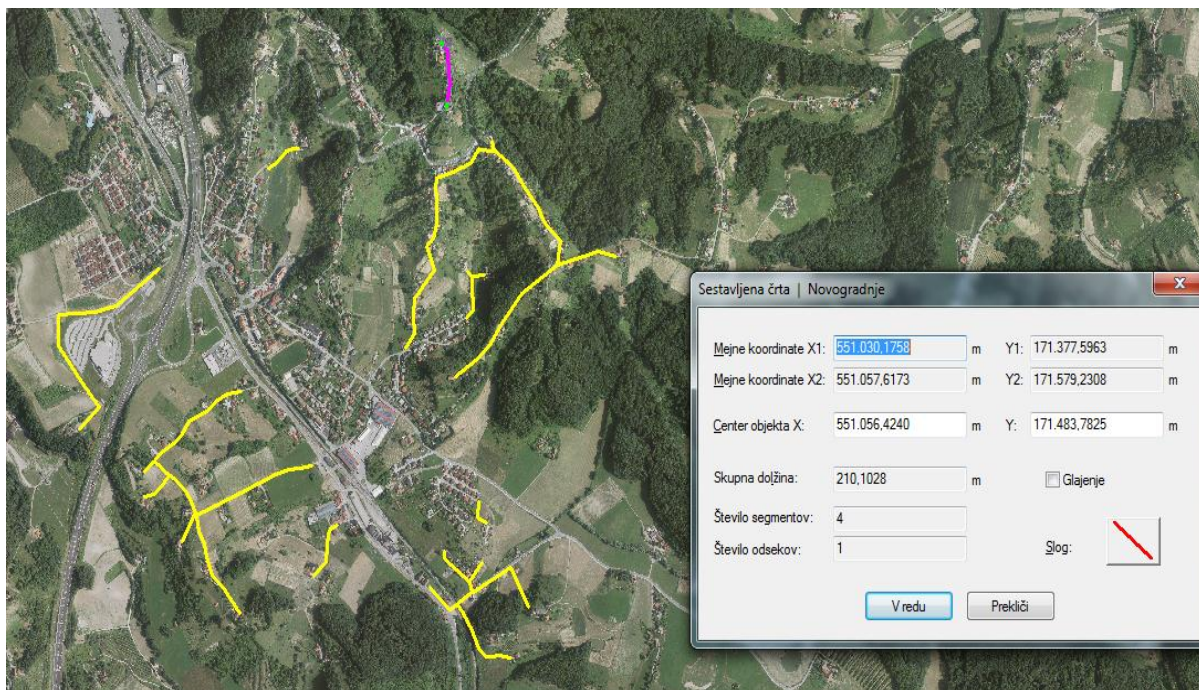 Sestavljena črta | Novogradnje
Mejne koordinate X1: 551.030,1758 m Y1: 171.377,5963 m
Mejne koordinate X2: 551.057,6173 m Y2: 171.579,2308 m
Center objekta X: 551.056,4240 m Y: 171.483,7825 m
Skupna dolžina: 210,1028 m Glajenje
Število segmentov: 4
Število odsekov: 1 Slog:
V redu Prekliči